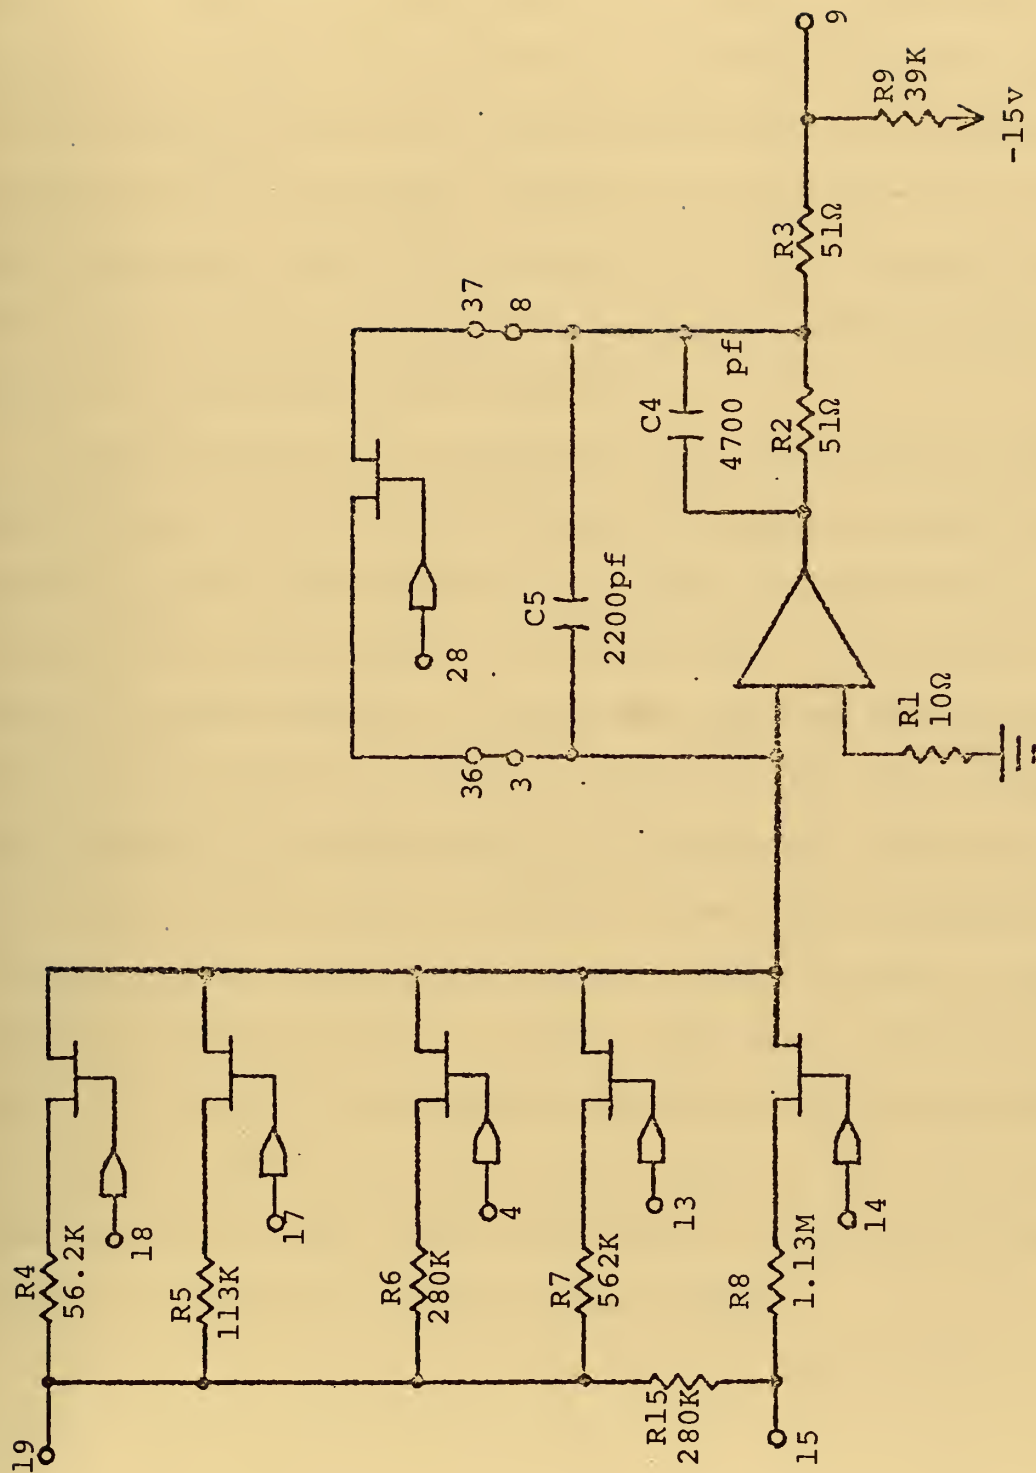 19
R4
56.2K
18
R5
113K
17
R6
280K
4
R7
562K
13
R15
280K
R8
1.13M
14
15
36
3
28
37
8
C5
2200pf
C4
4700 pf
R2
51Ω
R3
51Ω
9
R1
10Ω
R9
39K
-15v